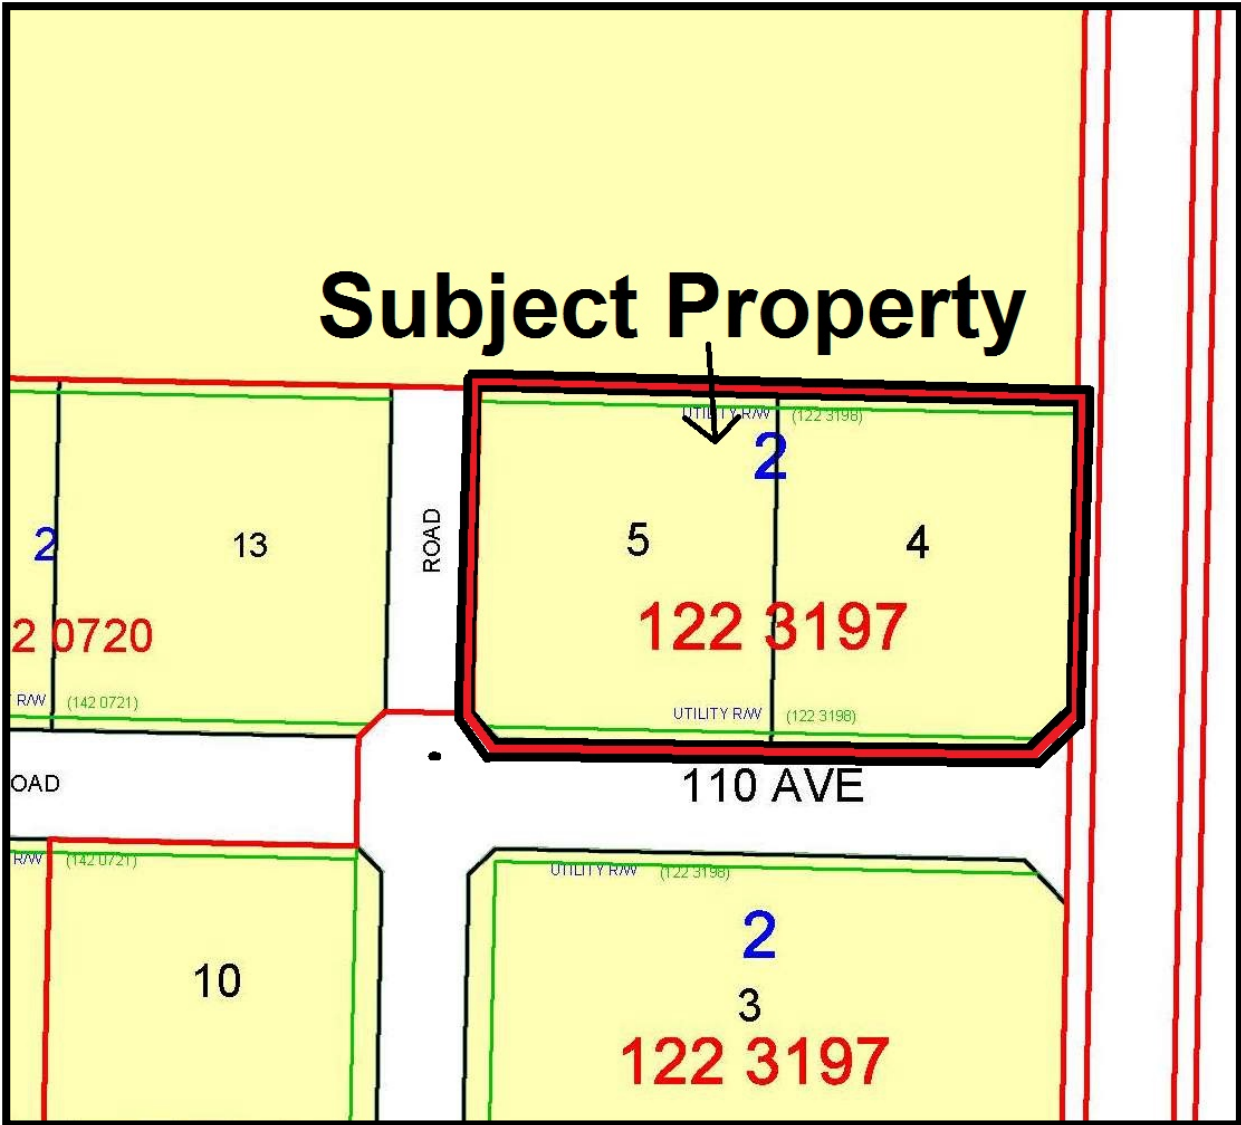 Subject Property
UTILITY R/W (122 3198)
2
2
13
ROAD
5
4
2 0720
122 3197
R/W (142 0721)
UTILITY R/W (122 3198)
OAD
110 AVE
R/W (142 0721)
UTILITY R/W (122 3198)
2
10
3
122 3197